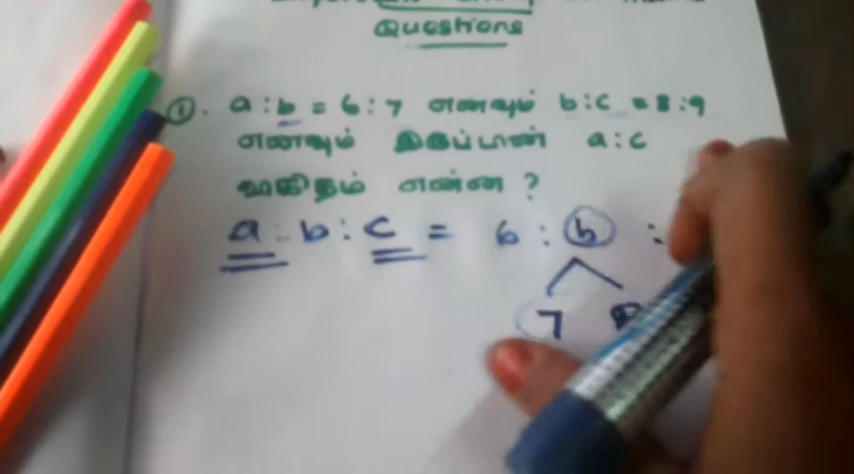 Questions
①. a : b = 6 : 7 எனவும் b : c = 8 : 9
எனவும் இருப்பான் a : c
விகிதம் என்ன ?
a : b : c = 6 : b :
7 8